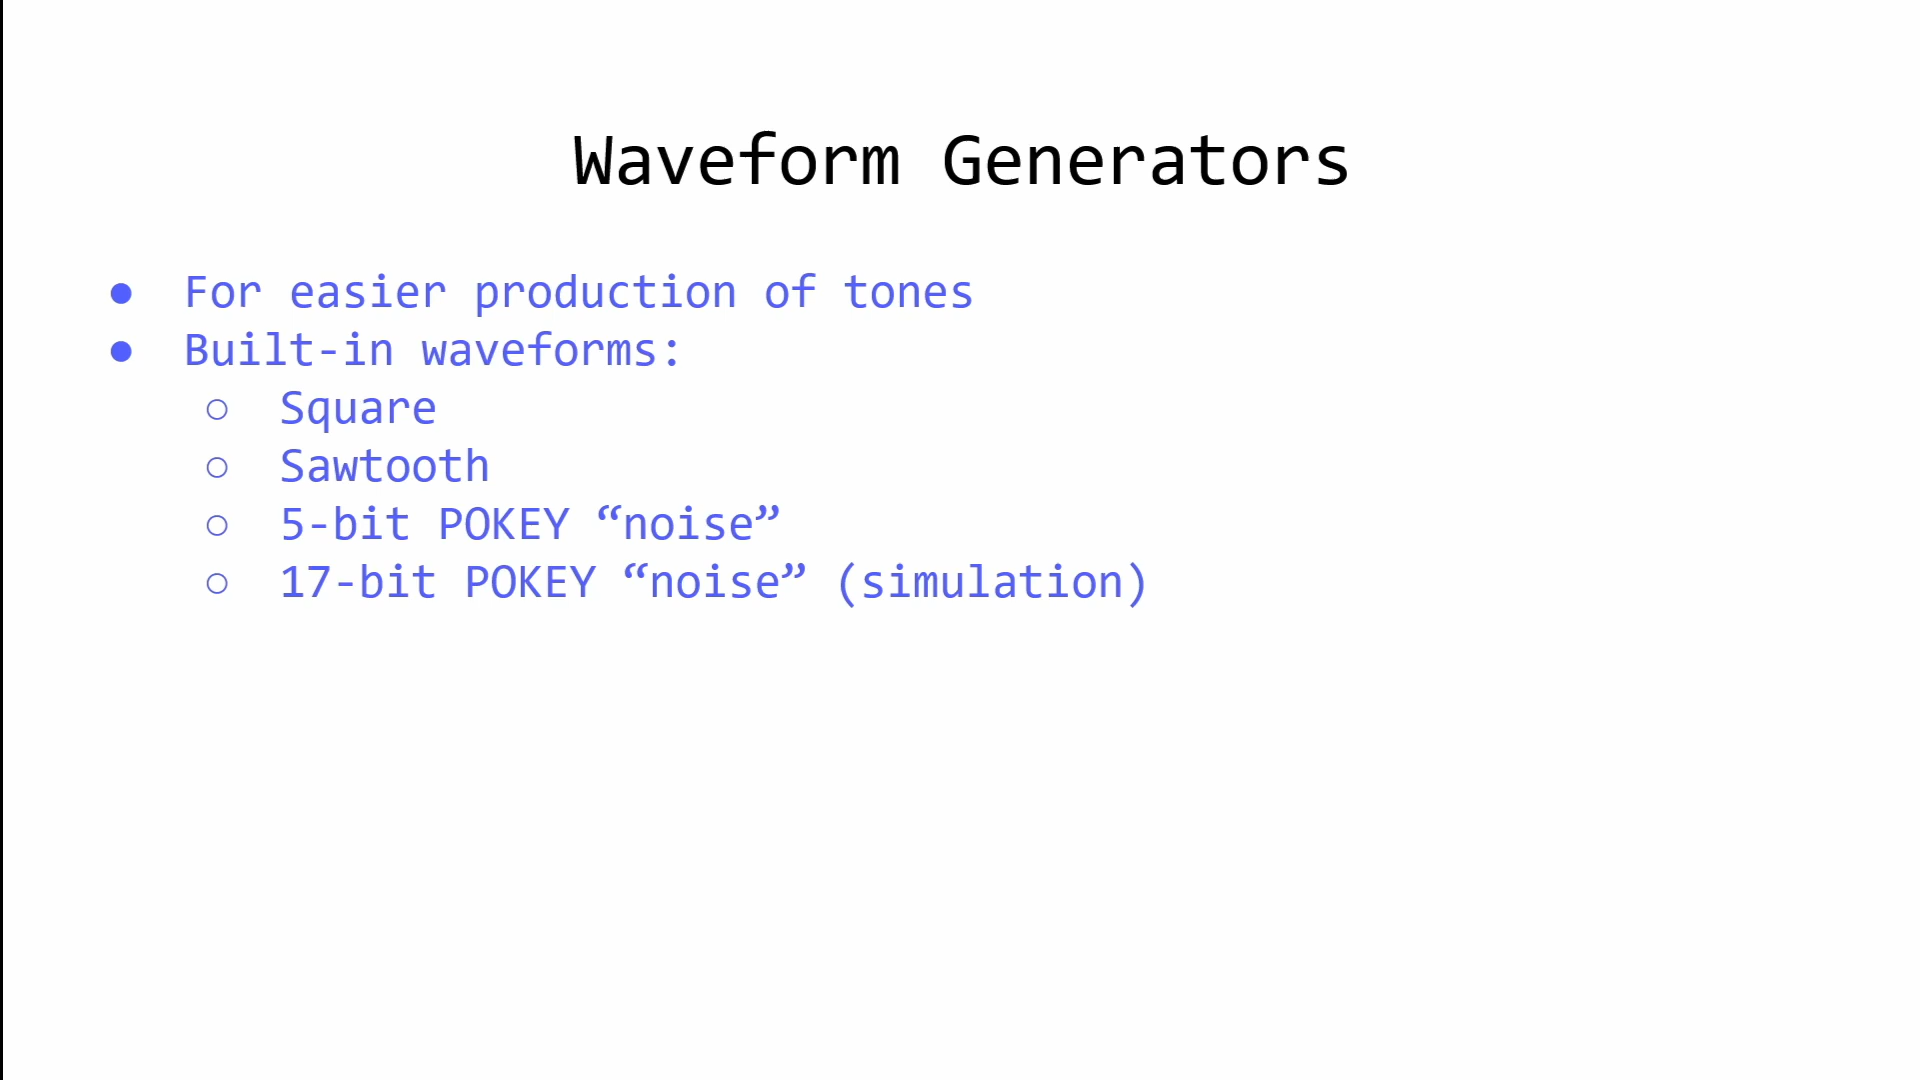 Waveform Generators
● For easier production of tones
● Built-in waveforms:
○ Square
○ Sawtooth
○ 5-bit POKEY “noise”
○ 17-bit POKEY “noise” (simulation)